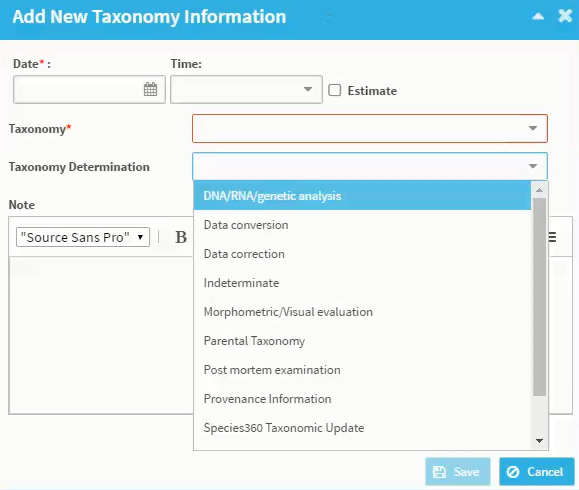 Add New Taxonomy Information
Date* :
Time:
Estimate
Taxonomy*
Taxonomy Determination
DNA/RNA/genetic analysis
Note
Data conversion
"Source Sans Pro"
B
Data correction
Indeterminate
Morphometric/Visual evaluation
Parental Taxonomy
Post mortem examination
Provenance Information
Species360 Taxonomic Update
Save
Cancel